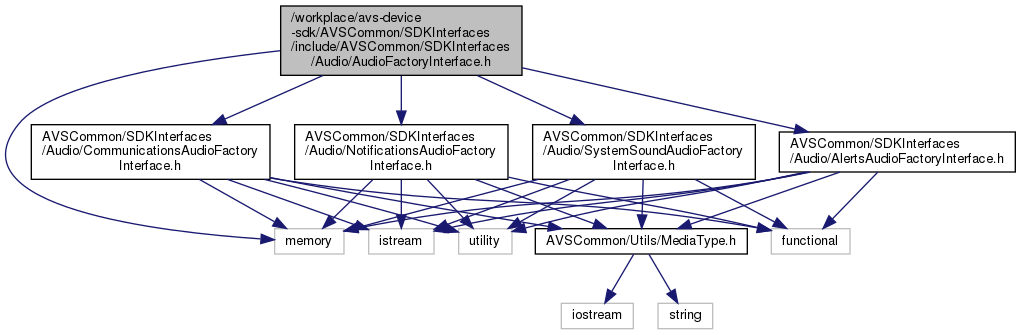 /workplace/avs-device
-sdk/AVSCommon/SDKInterfaces
/include/AVSCommon/SDKInterfaces
/Audio/AudioFactoryInterface.h
AVSCommon/SDKInterfaces
/Audio/CommunicationsAudioFactory
Interface.h
AVSCommon/SDKInterfaces
/Audio/NotificationsAudioFactory
Interface.h
AVSCommon/SDKInterfaces
/Audio/SystemSoundAudioFactory
Interface.h
AVSCommon/SDKInterfaces
/Audio/AlertsAudioFactoryInterface.h
memory
istream
utility
AVSCommon/Utils/MediaType.h
functional
iostream
string